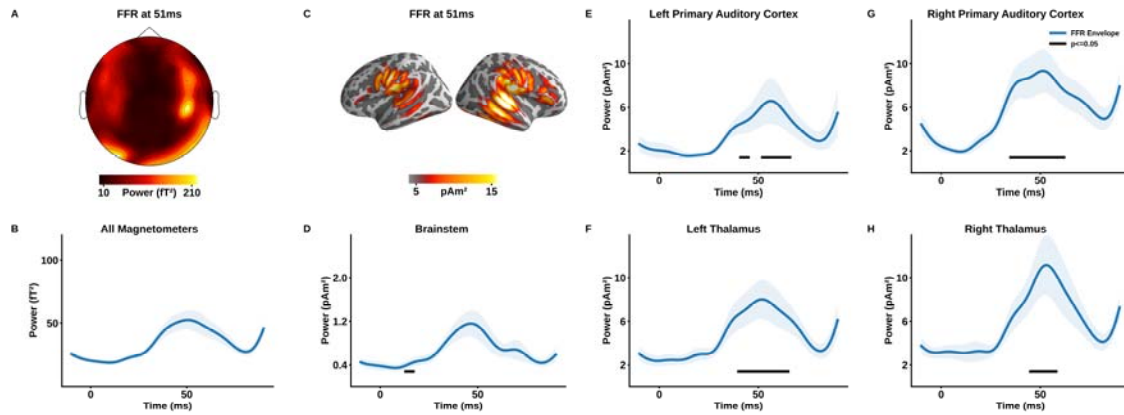 A
FFR at 51ms
10 Power (fT²) 210
B
All Magnetometers
Power (fT²)
100
50
0 50
Time (ms)
C
FFR at 51ms
5 15
pAm²
D
Brainstem
Power (pAm²)
2.0
1.2
0.4
0 50
Time (ms)
E
Left Primary Auditory Cortex
Power (pAm²)
10
6
2
0 50
Time (ms)
F
Left Thalamus
Power (pAm²)
10
6
2
0 50
Time (ms)
G
Right Primary Auditory Cortex
FFR Envelope
p<=0.05
Power (pAm²)
10
6
2
0 50
Time (ms)
H
Right Thalamus
Power (pAm²)
10
6
2
0 50
Time (ms)